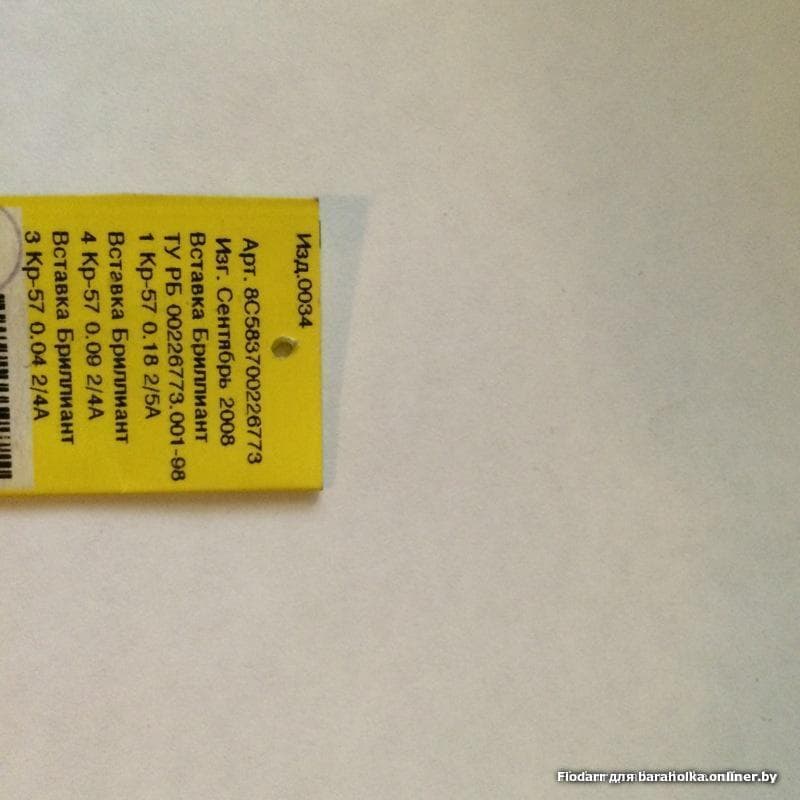 Изд.0034
Арт. 8С583700226773
Изг. Сентябрь 2008
Вставка Бриллиант
ТУ РБ 00226773.001-98
1 Кр-57 0.18 2/5А
Вставка Бриллиант
4 Кр-57 0.09 2/4А
Вставка Бриллиант
3 Кр-57 0.04 2/4А
Flodarr для baraholka.onliner.by